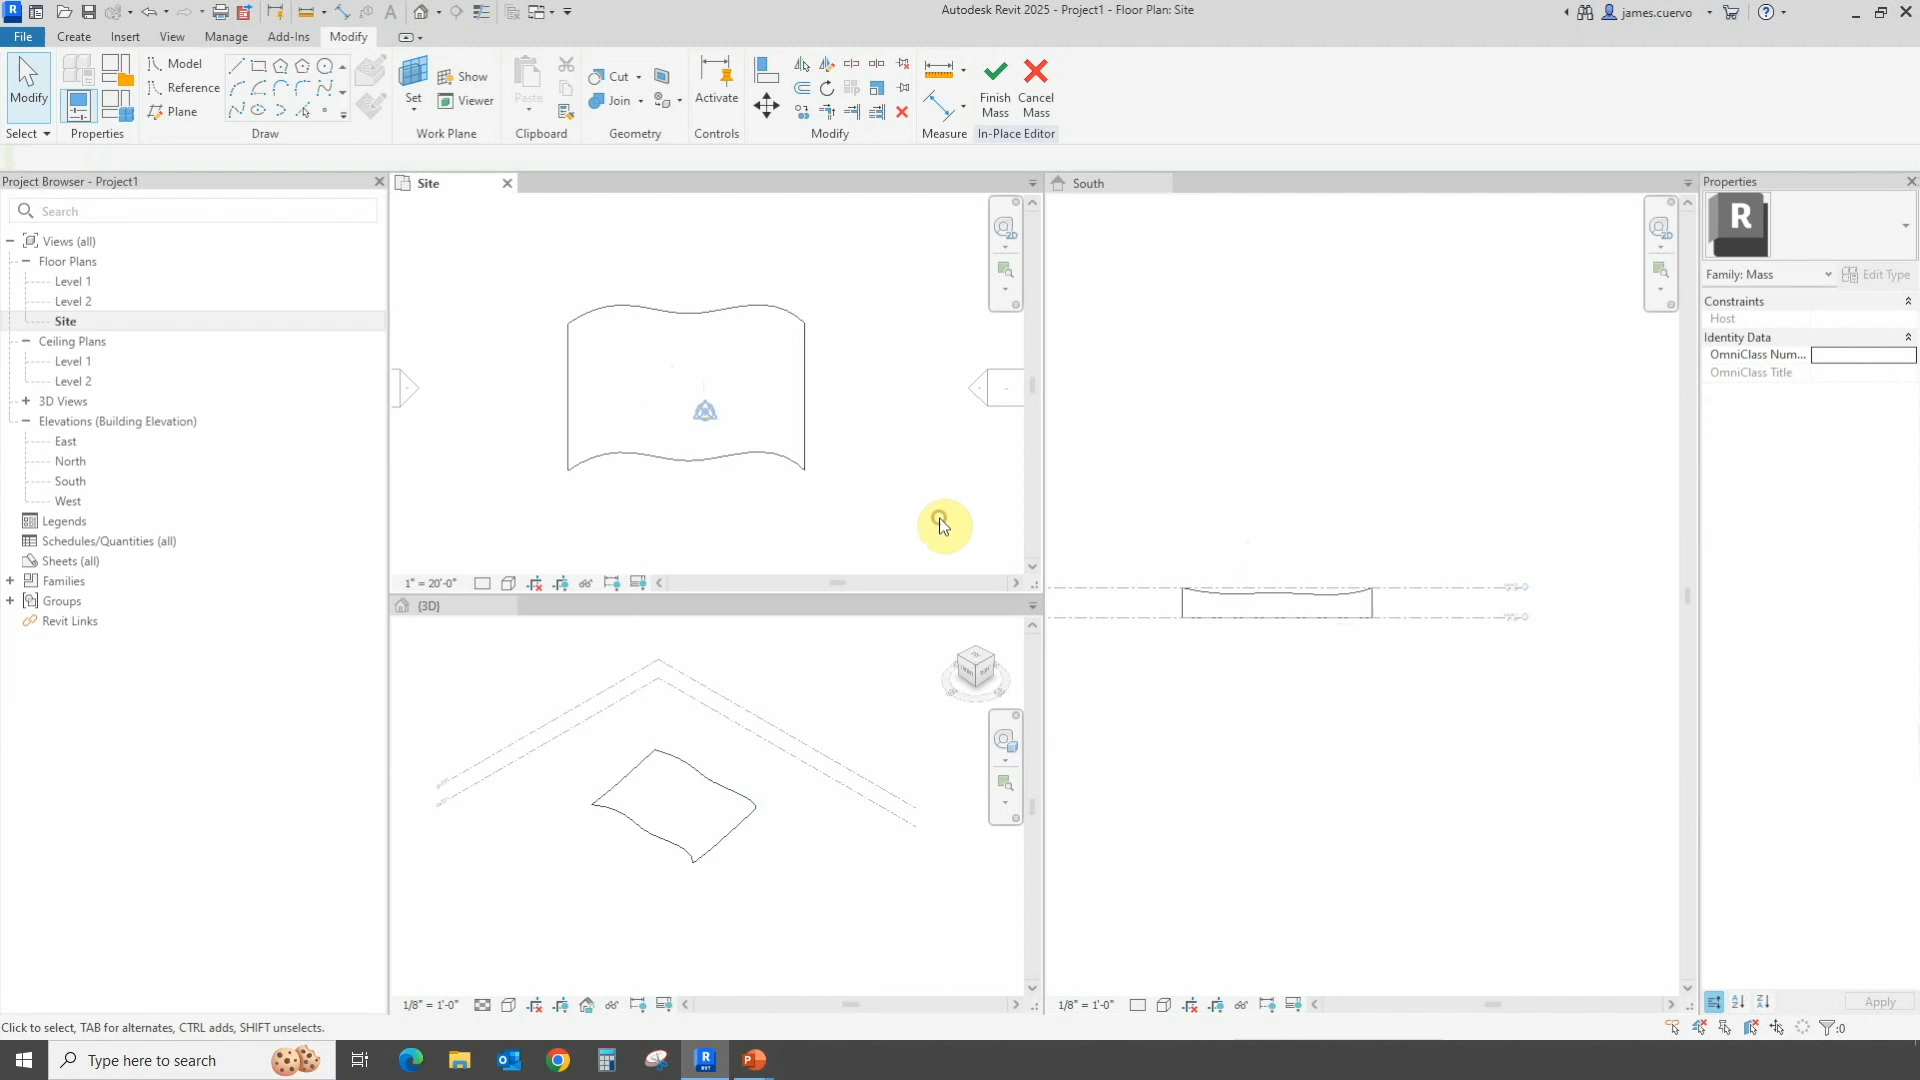 Autodesk Revit 2025 - Project1 - Floor Plan: Site
james.cuervo
File Create Insert View Manage Add-Ins Modify
Modify
Select
Properties
Model
Reference
Plane
Draw
Set
Show
Viewer
Work Plane
Paste
Clipboard
Cut
Join
Geometry
Activate
Controls
Modify
Measure
Finish Mass
Cancel Mass
In-Place Editor
Project Browser - Project1
Search
Views (all)
Floor Plans
Level 1
Level 2
Site
Ceiling Plans
Level 1
Level 2
3D Views
Elevations (Building Elevation)
East
North
South
West
Legends
Schedules/Quantities (all)
Sheets (all)
Families
Groups
Revit Links
Site
2D
1" = 20'-0"
{3D}
1/8" = 1'-0"
South
2D
1/8" = 1'-0"
Properties
R
Family: Mass
Edit Type
Constraints
Host
Identity Data
OmniClass Num...
OmniClass Title
Apply
Click to select, TAB for alternates, CTRL adds, SHIFT unselects.
:0
Type here to search